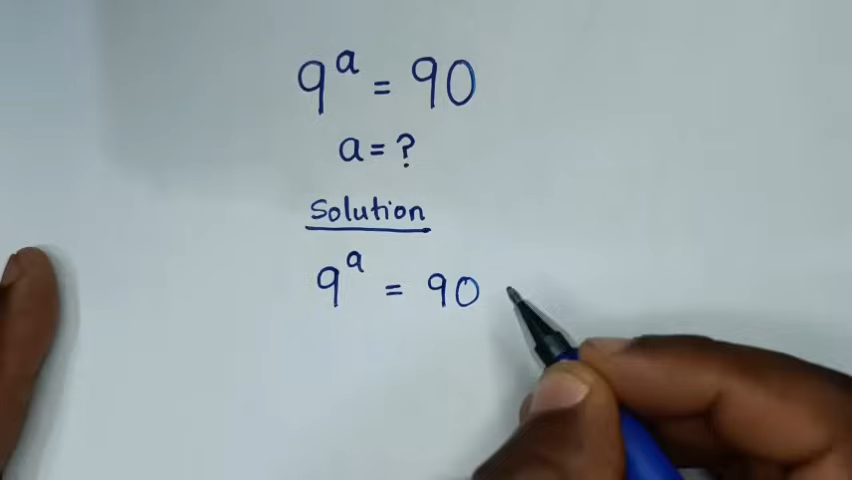 9^a = 90
a = ?
Solution
9^a = 90